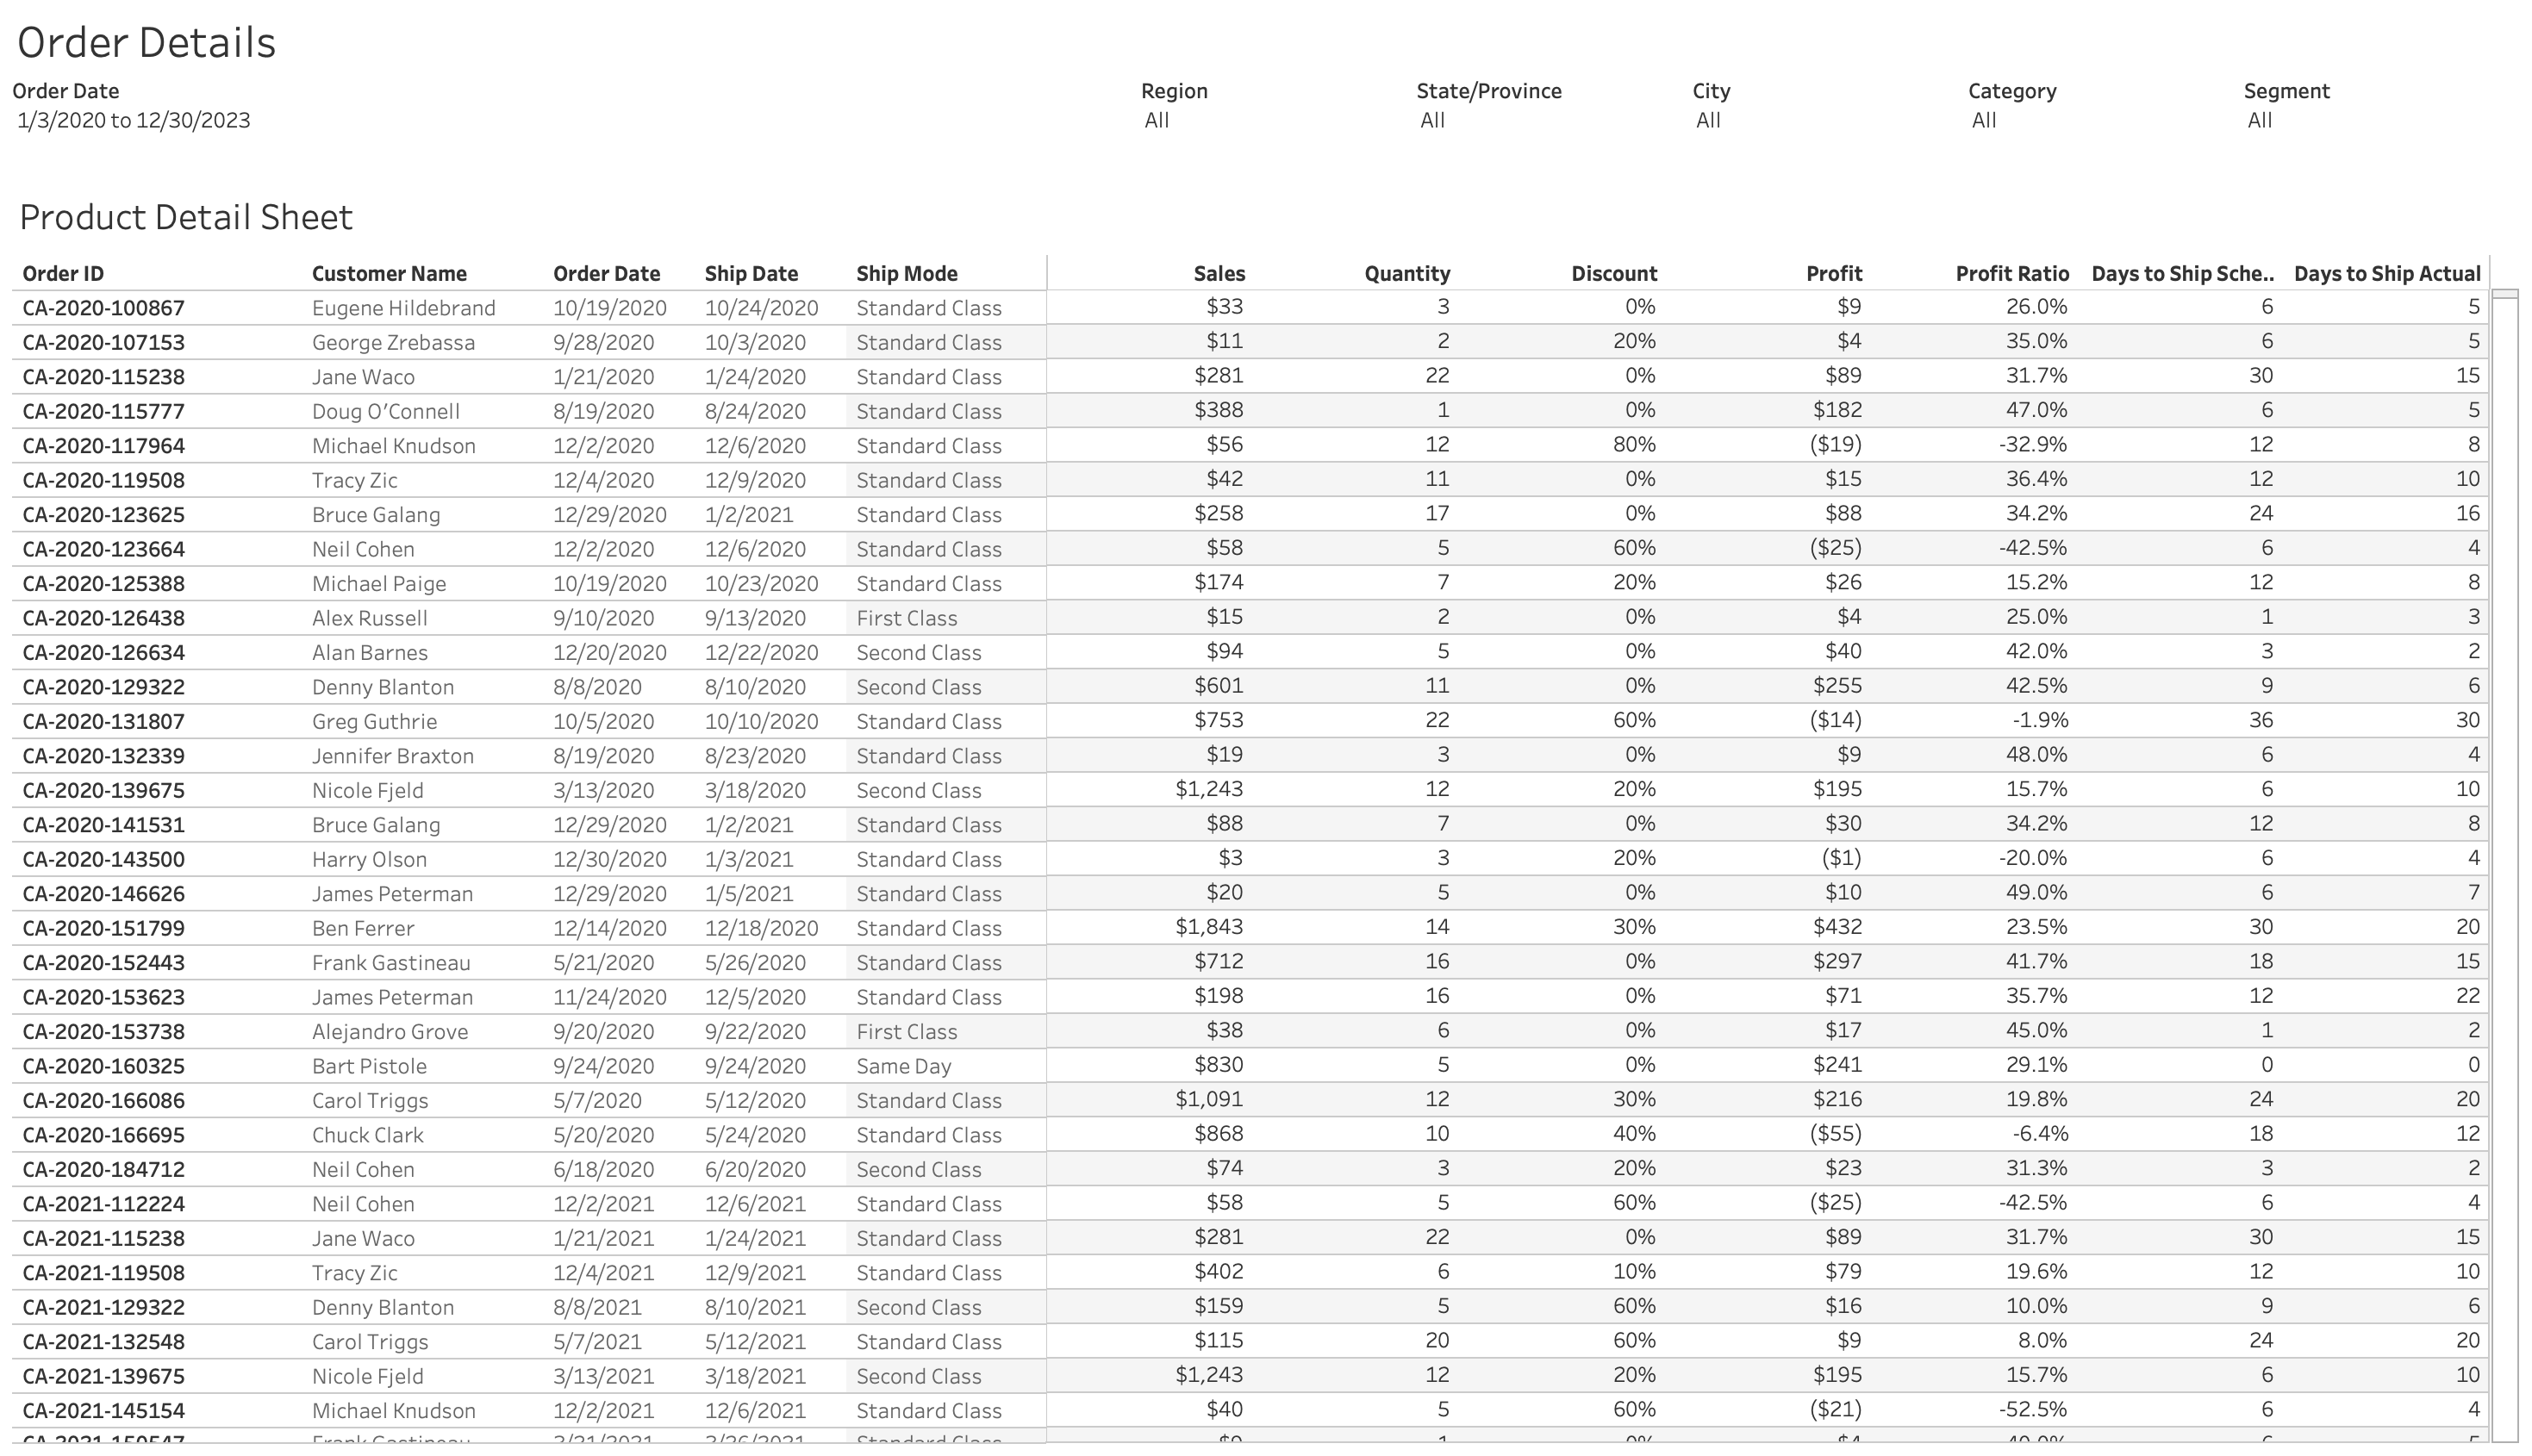 Order Details
Order Date Region State/Province City Category Segment
1/3/2020 to 12/30/2023 All All All All All
Product Detail Sheet
Order ID Customer Name Order Date Ship Date Ship Mode Sales Quantity Discount Profit Profit Ratio Days to Ship Sche.. Days to Ship Actual
CA-2020-100867 Eugene Hildebrand 10/19/2020 10/24/2020 Standard Class $33 3 0% $9 26.0% 6 5
CA-2020-107153 George Zrebassa 9/28/2020 10/3/2020 Standard Class $11 2 20% $4 35.0% 6 5
CA-2020-115238 Jane Waco 1/21/2020 1/24/2020 Standard Class $281 22 0% $89 31.7% 30 15
CA-2020-115777 Doug O’Connell 8/19/2020 8/24/2020 Standard Class $388 1 0% $182 47.0% 6 5
CA-2020-117964 Michael Knudson 12/2/2020 12/6/2020 Standard Class $56 12 80% ($19) -32.9% 12 8
CA-2020-119508 Tracy Zic 12/4/2020 12/9/2020 Standard Class $42 11 0% $15 36.4% 12 10
CA-2020-123625 Bruce Galang 12/29/2020 1/2/2021 Standard Class $258 17 0% $88 34.2% 24 16
CA-2020-123664 Neil Cohen 12/2/2020 12/6/2020 Standard Class $58 5 60% ($25) -42.5% 6 4
CA-2020-125388 Michael Paige 10/19/2020 10/23/2020 Standard Class $174 7 20% $26 15.2% 12 8
CA-2020-126438 Alex Russell 9/10/2020 9/13/2020 First Class $15 2 0% $4 25.0% 1 3
CA-2020-126634 Alan Barnes 12/20/2020 12/22/2020 Second Class $94 5 0% $40 42.0% 3 2
CA-2020-129322 Denny Blanton 8/8/2020 8/10/2020 Second Class $601 11 0% $255 42.5% 9 6
CA-2020-131807 Greg Guthrie 10/5/2020 10/10/2020 Standard Class $753 22 60% ($14) -1.9% 36 30
CA-2020-132339 Jennifer Braxton 8/19/2020 8/23/2020 Standard Class $19 3 0% $9 48.0% 6 4
CA-2020-139675 Nicole Fjeld 3/13/2020 3/18/2020 Second Class $1,243 12 20% $195 15.7% 6 10
CA-2020-141531 Bruce Galang 12/29/2020 1/2/2021 Standard Class $88 7 0% $30 34.2% 12 8
CA-2020-143500 Harry Olson 12/30/2020 1/3/2021 Standard Class $3 3 20% ($1) -20.0% 6 4
CA-2020-146626 James Peterman 12/29/2020 1/5/2021 Standard Class $20 5 0% $10 49.0% 6 7
CA-2020-151799 Ben Ferrer 12/14/2020 12/18/2020 Standard Class $1,843 14 30% $432 23.5% 30 20
CA-2020-152443 Frank Gastineau 5/21/2020 5/26/2020 Standard Class $712 16 0% $297 41.7% 18 15
CA-2020-153623 James Peterman 11/24/2020 12/5/2020 Standard Class $198 16 0% $71 35.7% 12 22
CA-2020-153738 Alejandro Grove 9/20/2020 9/22/2020 First Class $38 6 0% $17 45.0% 1 2
CA-2020-160325 Bart Pistole 9/24/2020 9/24/2020 Same Day $830 5 0% $241 29.1% 0 0
CA-2020-166086 Carol Triggs 5/7/2020 5/12/2020 Standard Class $1,091 12 30% $216 19.8% 24 20
CA-2020-166695 Chuck Clark 5/20/2020 5/24/2020 Standard Class $868 10 40% ($55) -6.4% 18 12
CA-2020-184712 Neil Cohen 6/18/2020 6/20/2020 Second Class $74 3 20% $23 31.3% 3 2
CA-2021-112224 Neil Cohen 12/2/2021 12/6/2021 Standard Class $58 5 60% ($25) -42.5% 6 4
CA-2021-115238 Jane Waco 1/21/2021 1/24/2021 Standard Class $281 22 0% $89 31.7% 30 15
CA-2021-119508 Tracy Zic 12/4/2021 12/9/2021 Standard Class $402 6 10% $79 19.6% 12 10
CA-2021-129322 Denny Blanton 8/8/2021 8/10/2021 Second Class $159 5 60% $16 10.0% 9 6
CA-2021-132548 Carol Triggs 5/7/2021 5/12/2021 Standard Class $115 20 60% $9 8.0% 24 20
CA-2021-139675 Nicole Fjeld 3/13/2021 3/18/2021 Second Class $1,243 12 20% $195 15.7% 6 10
CA-2021-145154 Michael Knudson 12/2/2021 12/6/2021 Standard Class $40 5 60% ($21) -52.5% 6 4